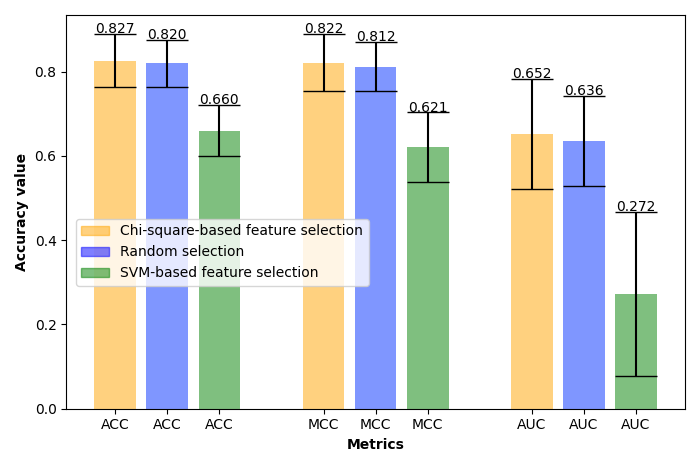 0.827
0.820
0.660
0.822
0.812
0.621
0.652
0.636
0.272
Accuracy value
0.8
0.6
0.4
0.2
0.0
Chi-square-based feature selection
Random selection
SVM-based feature selection
ACC ACC ACC MCC MCC MCC AUC AUC AUC
Metrics